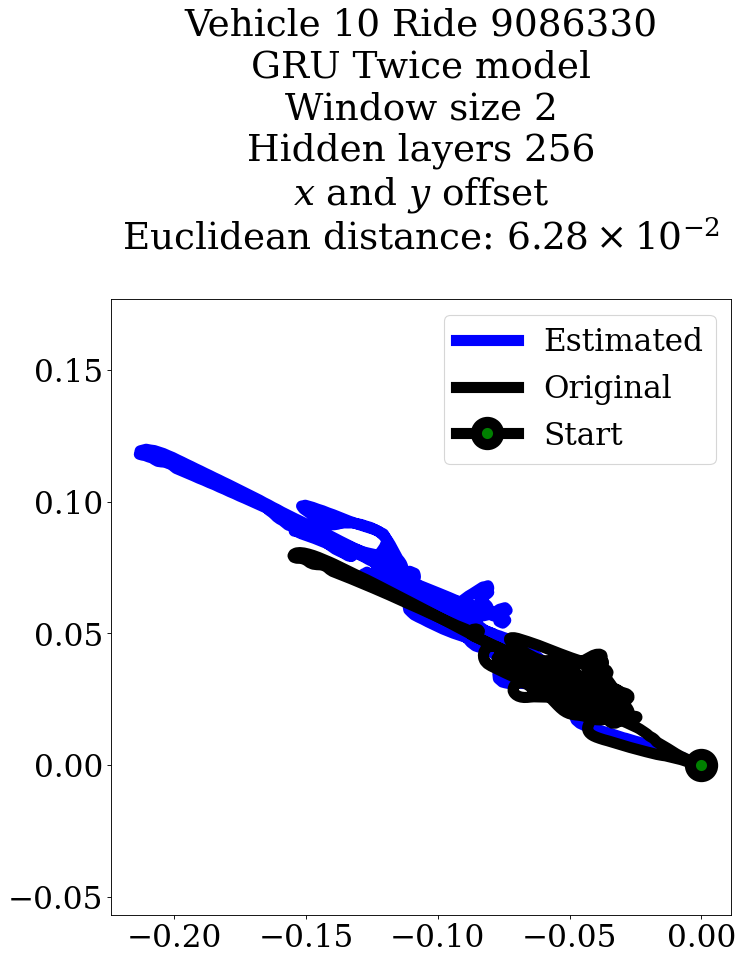 Vehicle 10 Ride 9086330
GRU Twice model
Window size 2
Hidden layers 256
x and y offset
Euclidean distance: 6.28 × 10⁻²
Estimated
Original
Start
0.15
0.10
0.05
0.00
−0.05
−0.20 −0.15 −0.10 −0.05 0.00